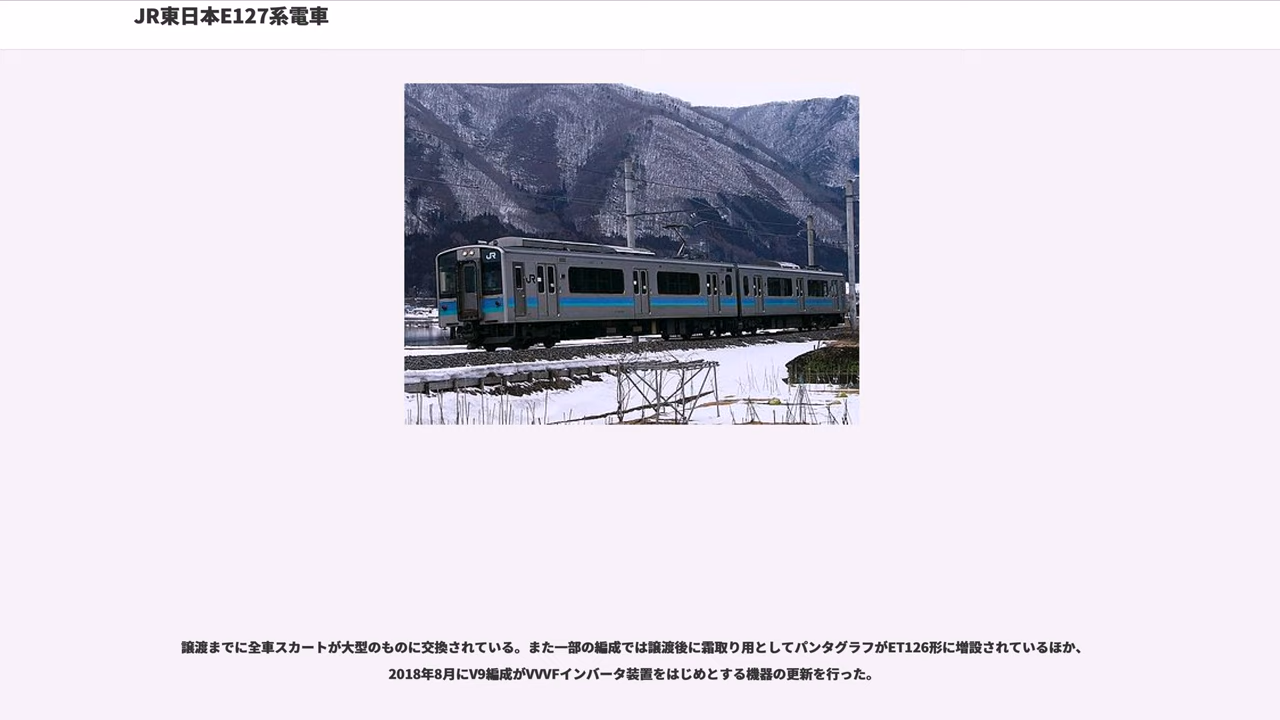 JR東日本E127系電車
JR
JR
譲渡までに全車スカートが大型のものに交換されている。また一部の編成では譲渡後に霜取り用としてパンタグラフがET126形に増設されているほか、
2018年8月にV9編成がVVVFインバータ装置をはじめとする機器の更新を行った。